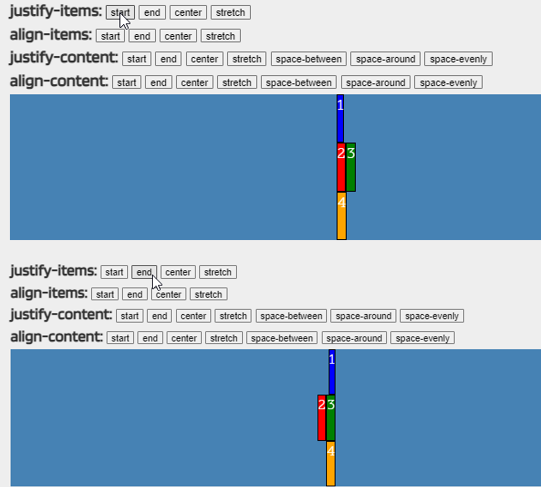 justify-items: start end center stretch
align-items: start end center stretch
justify-content: start end center stretch space-between space-around space-evenly
align-content: start end center stretch space-between space-around space-evenly
1
2 3
4
justify-items: start end center stretch
align-items: start end center stretch
justify-content: start end center stretch space-between space-around space-evenly
align-content: start end center stretch space-between space-around space-evenly
1
2 3
4